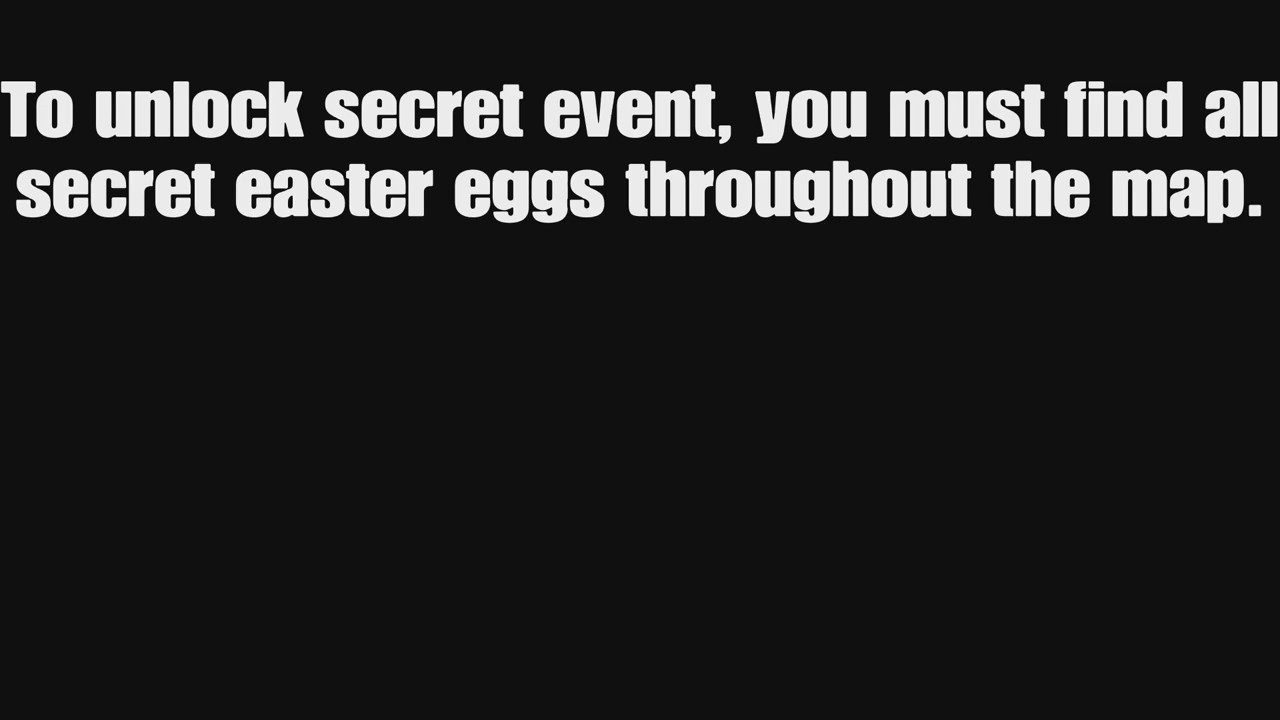 To unlock secret event, you must find all
secret easter eggs throughout the map.